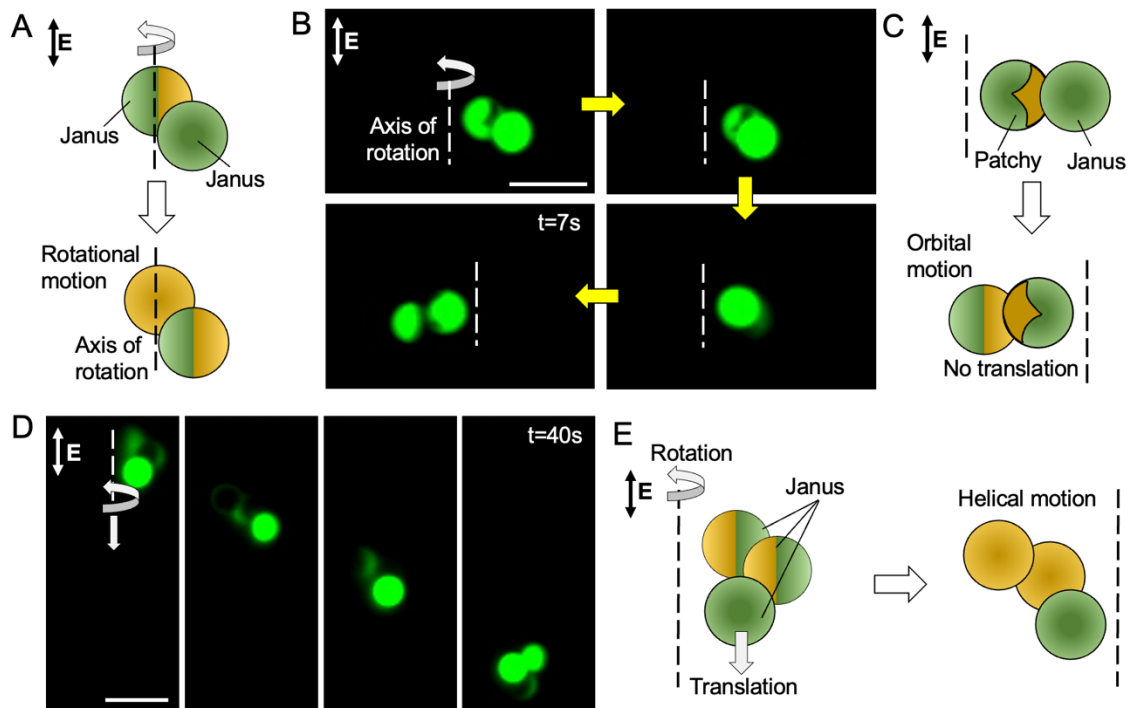 A
E
Janus
Janus
Rotational
motion
Axis of
rotation
B
E
Axis of
rotation
t=7s
C
E
Patchy
Janus
Orbital
motion
No translation
D
E
t=40s
E
E
Rotation
Janus
Translation
Helical motion